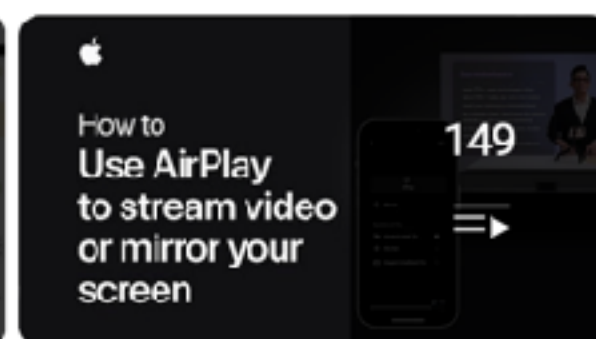 How to
Use AirPlay
to stream video
or mirror your
screen
149